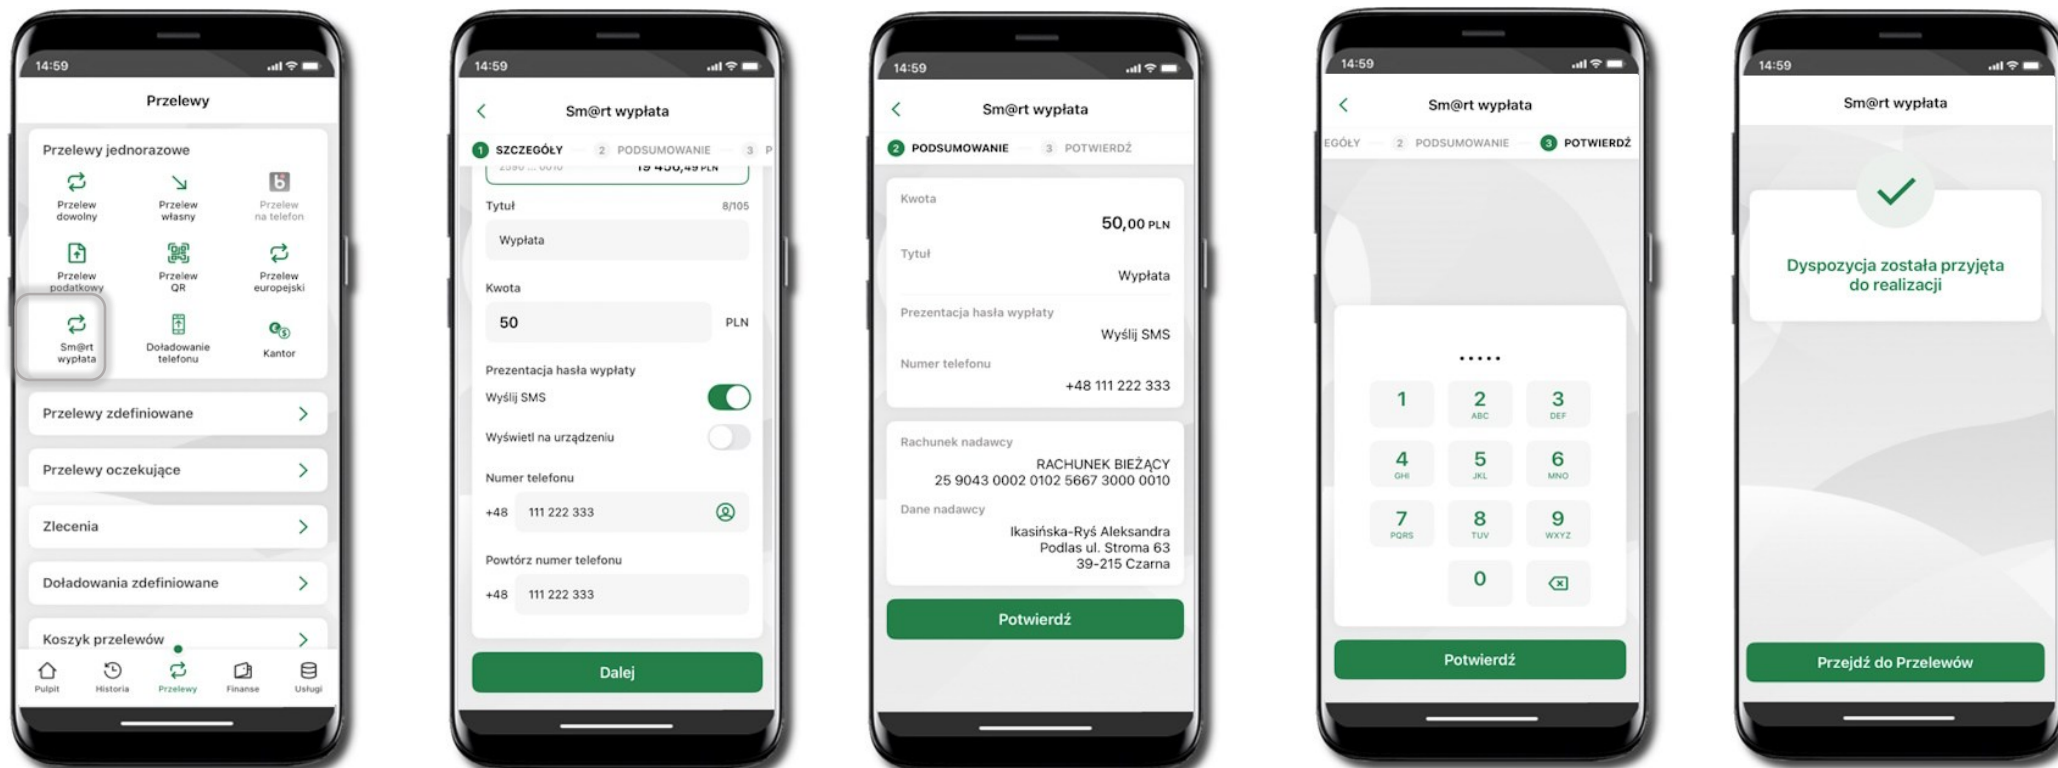 14:59
Przelewy
Przelewy jednorazowe
Przelew
dowolny
Przelew
własny
Przelew
na telefon
Przelew
podatkowy
Przelew
QR
Przelew
europejski
Sm@rt
wypłata
Doładowanie
telefonu
Kantor
Przelewy zdefiniowane
Przelewy oczekujące
Zlecenia
Doładowania zdefiniowane
Koszyk przelewów
Pulpit Historia Przelewy Finanse Usługi
14:59
Sm@rt wypłata
1 SZCZEGÓŁY 2 PODSUMOWANIE 3 P
2590 ... 0010 19 456,49 PLN
Tytuł 8/105
Wypłata
Kwota
50 PLN
Prezentacja hasła wypłaty
Wyślij SMS
Wyświetl na urządzeniu
Numer telefonu
+48 111 222 333
Powtórz numer telefonu
+48 111 222 333
Dalej
14:59
Sm@rt wypłata
2 PODSUMOWANIE 3 POTWIERDŹ
Kwota
50,00 PLN
Tytuł
Wypłata
Prezentacja hasła wypłaty
Wyślij SMS
Numer telefonu
+48 111 222 333
Rachunek nadawcy
RACHUNEK BIEŻĄCY
25 9043 0002 0102 5667 3000 0010
Dane nadawcy
Ikasińska-Ryś Aleksandra
Podlas ul. Stroma 63
39-215 Czarna
Potwierdź
14:59
Sm@rt wypłata
EGÓŁY 2 PODSUMOWANIE 3 POTWIERDŹ
•••••
1 2 3
ABC DEF
4 5 6
GHI JKL MNO
7 8 9
PQRS TUV WXYZ
0
Potwierdź
14:59
Sm@rt wypłata
Dyspozycja została przyjęta
do realizacji
Przejdź do Przelewów